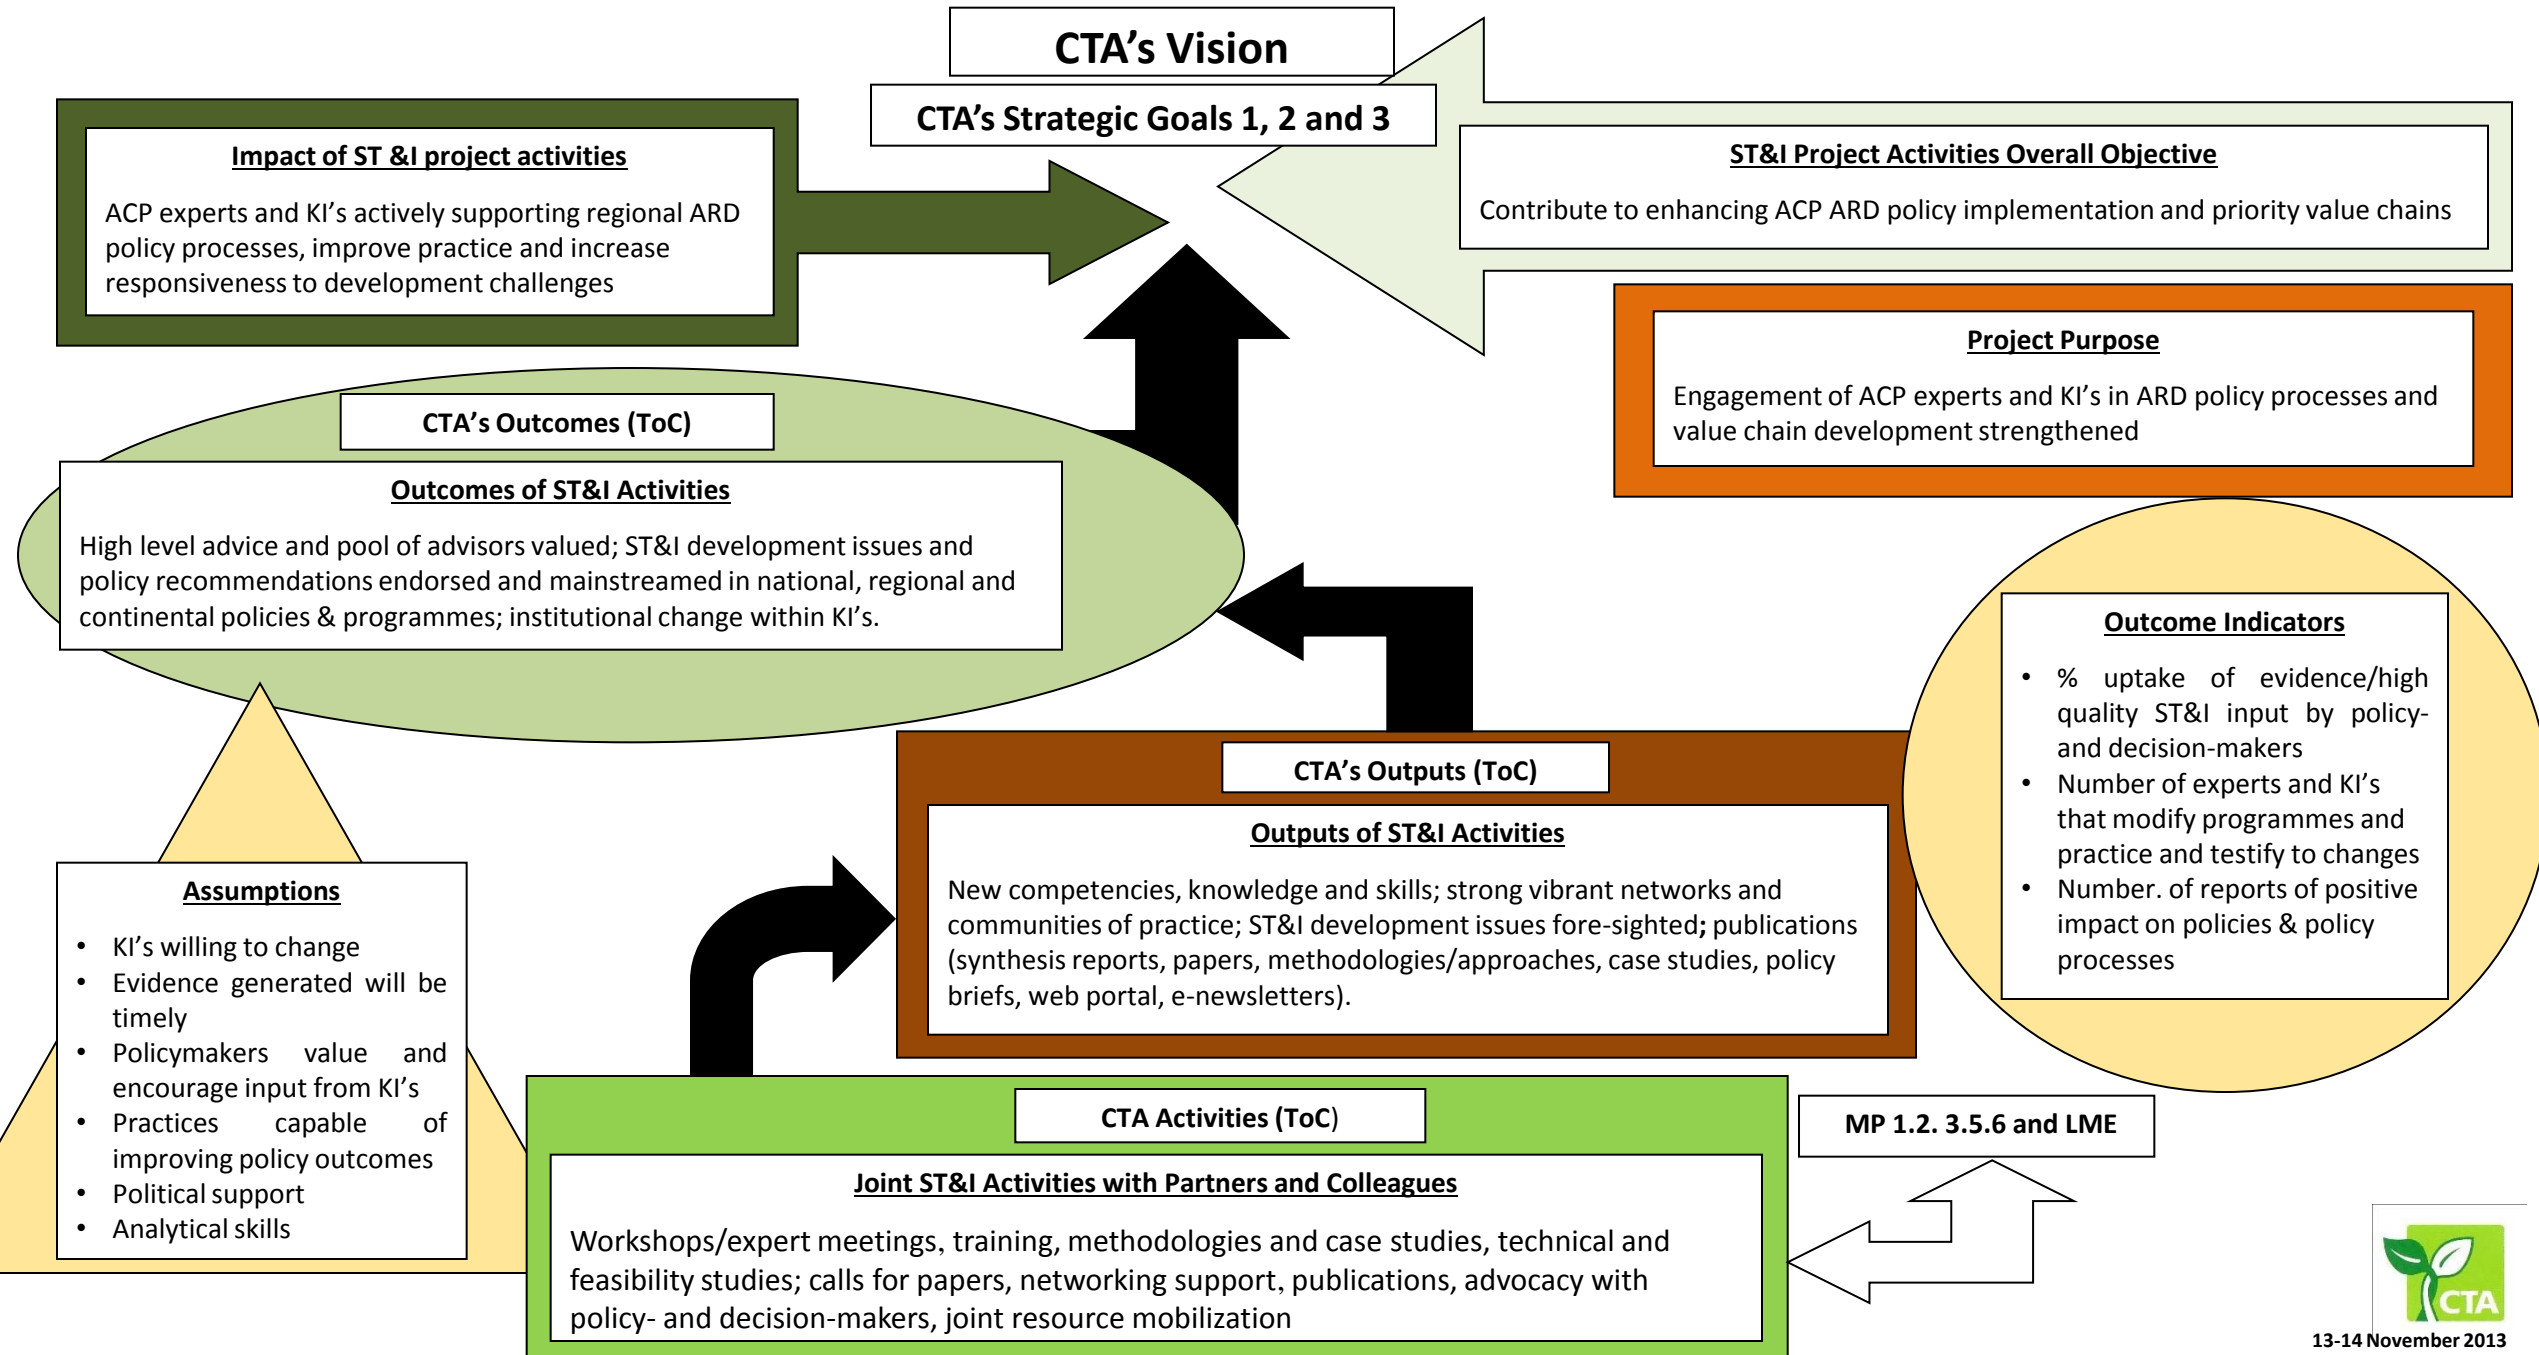 CTA’s Vision
CTA’s Strategic Goals 1, 2 and 3
Impact of ST &I project activities
ACP experts and KI’s actively supporting regional ARD
policy processes, improve practice and increase
responsiveness to development challenges
ST&I Project Activities Overall Objective
Contribute to enhancing ACP ARD policy implementation and priority value chains
Project Purpose
Engagement of ACP experts and KI’s in ARD policy processes and
value chain development strengthened
CTA’s Outcomes (ToC)
Outcomes of ST&I Activities
High level advice and pool of advisors valued; ST&I development issues and
policy recommendations endorsed and mainstreamed in national, regional and
continental policies & programmes; institutional change within KI’s.
Outcome Indicators
• % uptake of evidence/high
quality ST&I input by policy-
and decision-makers
• Number of experts and KI’s
that modify programmes and
practice and testify to changes
• Number. of reports of positive
impact on policies & policy
processes
CTA’s Outputs (ToC)
Outputs of ST&I Activities
New competencies, knowledge and skills; strong vibrant networks and
communities of practice; ST&I development issues fore-sighted; publications
(synthesis reports, papers, methodologies/approaches, case studies, policy
briefs, web portal, e-newsletters).
Assumptions
• KI’s willing to change
• Evidence generated will be
timely
• Policymakers value and
encourage input from KI’s
• Practices capable of
improving policy outcomes
• Political support
• Analytical skills
CTA Activities (ToC)
Joint ST&I Activities with Partners and Colleagues
Workshops/expert meetings, training, methodologies and case studies, technical and
feasibility studies; calls for papers, networking support, publications, advocacy with
policy- and decision-makers, joint resource mobilization
MP 1.2. 3.5.6 and LME
CTA
13-14 November 2013